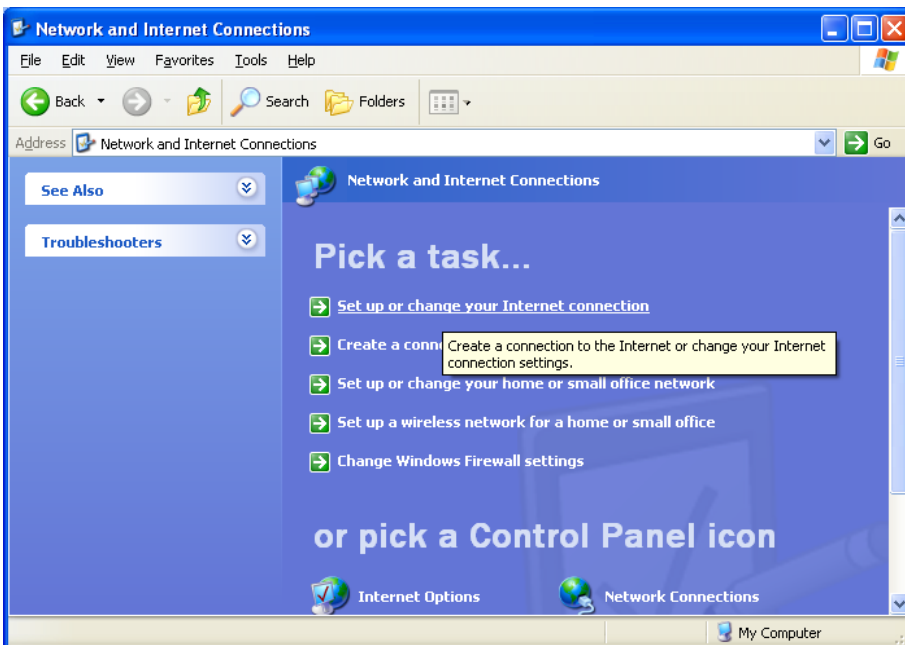 Network and Internet Connections
File Edit View Favorites Tools Help
Back Search Folders
Address Network and Internet Connections Go
See Also
Troubleshooters
Network and Internet Connections
Pick a task...
Set up or change your Internet connection
Create a conn
Create a connection to the Internet or change your Internet
connection settings.
Set up or change your home or small office network
Set up a wireless network for a home or small office
Change Windows Firewall settings
or pick a Control Panel icon
Internet Options Network Connections
My Computer